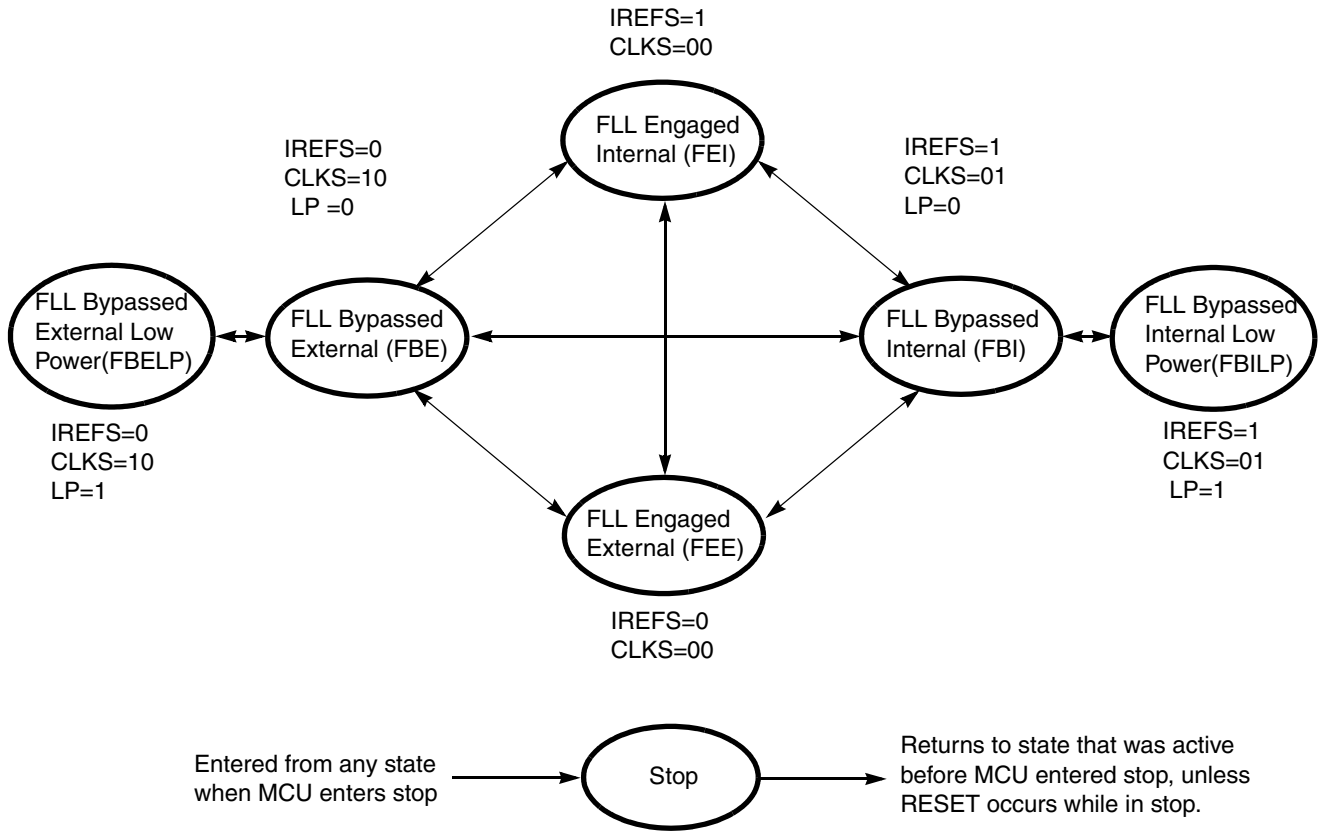 IREFS=1
CLKS=00
FLL Engaged
Internal (FEI)
IREFS=0
CLKS=10
LP =0
IREFS=1
CLKS=01
LP=0
FLL Bypassed
External Low
Power(FBELP)
FLL Bypassed
External (FBE)
FLL Bypassed
Internal (FBI)
FLL Bypassed
Internal Low
Power(FBILP)
IREFS=0
CLKS=10
LP=1
IREFS=1
CLKS=01
LP=1
FLL Engaged
External (FEE)
IREFS=0
CLKS=00
Entered from any state
when MCU enters stop
Stop
Returns to state that was active
before MCU entered stop, unless
RESET occurs while in stop.